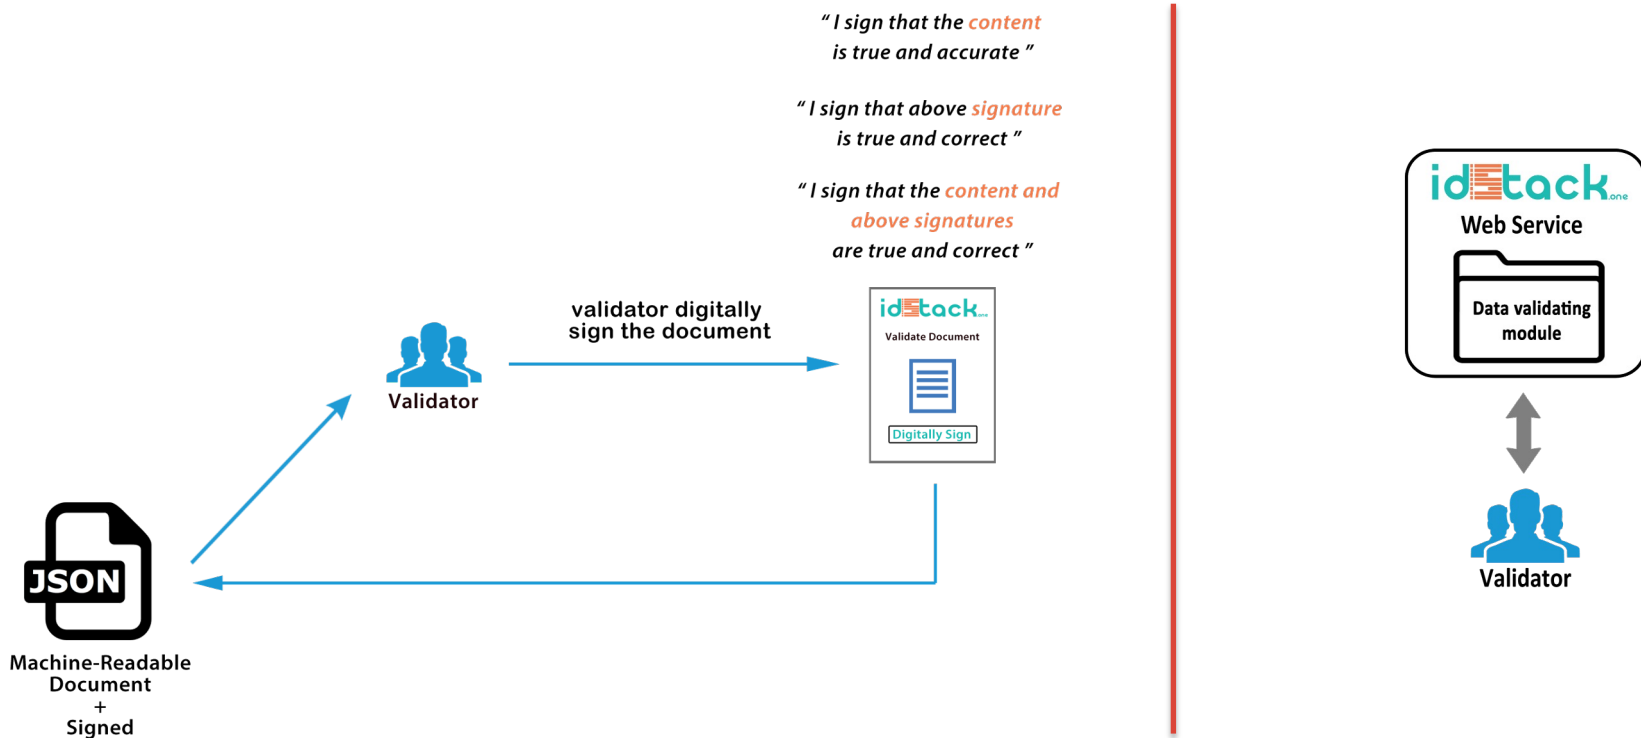 “ I sign that the content
is true and accurate ”
“ I sign that above signature
is true and correct ”
“ I sign that the content and
above signatures
are true and correct ”
validator digitally
sign the document
Validator
idStack.one
Validate Document
Digitally Sign
JSON
Machine-Readable
Document
+
Signed
idStack.one
Web Service
Data validating
module
Validator